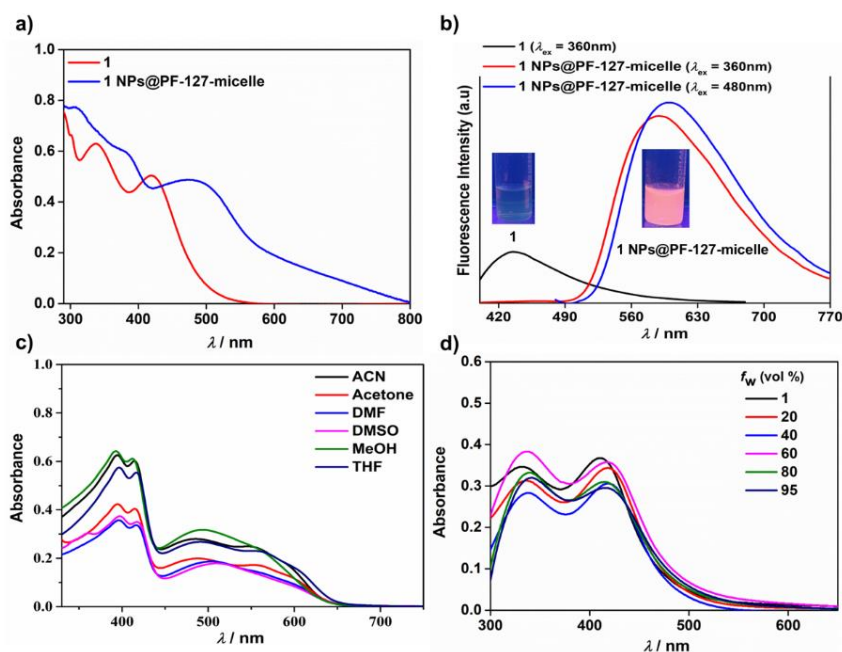 a)
1
1 NPs@PF-127-micelle
1.0
0.8
0.6
0.4
0.2
0.0
Absorbance
300 400 500 600 700 800
λ / nm
b)
1 (λex = 360nm)
1 NPs@PF-127-micelle (λex = 360nm)
1 NPs@PF-127-micelle (λex = 480nm)
Fluorescence Intensity (a.u)
1
1 NPs@PF-127-micelle
420 490 560 630 700 770
λ / nm
c)
ACN
Acetone
DMF
DMSO
MeOH
THF
1.0
0.8
0.6
0.4
0.2
0.0
Absorbance
400 500 600 700
λ / nm
d)
fw (vol %)
1
20
40
60
80
95
0.6
0.5
0.4
0.3
0.2
0.1
0.0
Absorbance
300 400 500 600
λ / nm